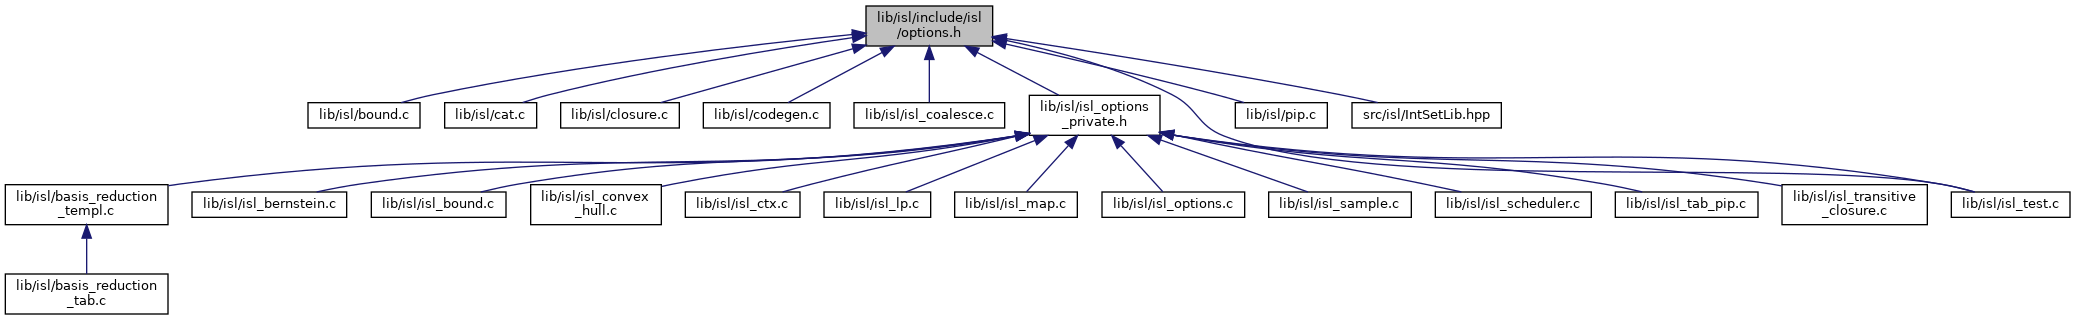 lib/isl/include/isl
/options.h
lib/isl/bound.c
lib/isl/cat.c
lib/isl/closure.c
lib/isl/codegen.c
lib/isl/isl_coalesce.c
lib/isl/isl_options
_private.h
lib/isl/pip.c
src/isl/IntSetLib.hpp
lib/isl/basis_reduction
_templ.c
lib/isl/isl_bernstein.c
lib/isl/isl_bound.c
lib/isl/isl_convex
_hull.c
lib/isl/isl_ctx.c
lib/isl/isl_lp.c
lib/isl/isl_map.c
lib/isl/isl_options.c
lib/isl/isl_sample.c
lib/isl/isl_scheduler.c
lib/isl/isl_tab_pip.c
lib/isl/isl_transitive
_closure.c
lib/isl/isl_test.c
lib/isl/basis_reduction
_tab.c